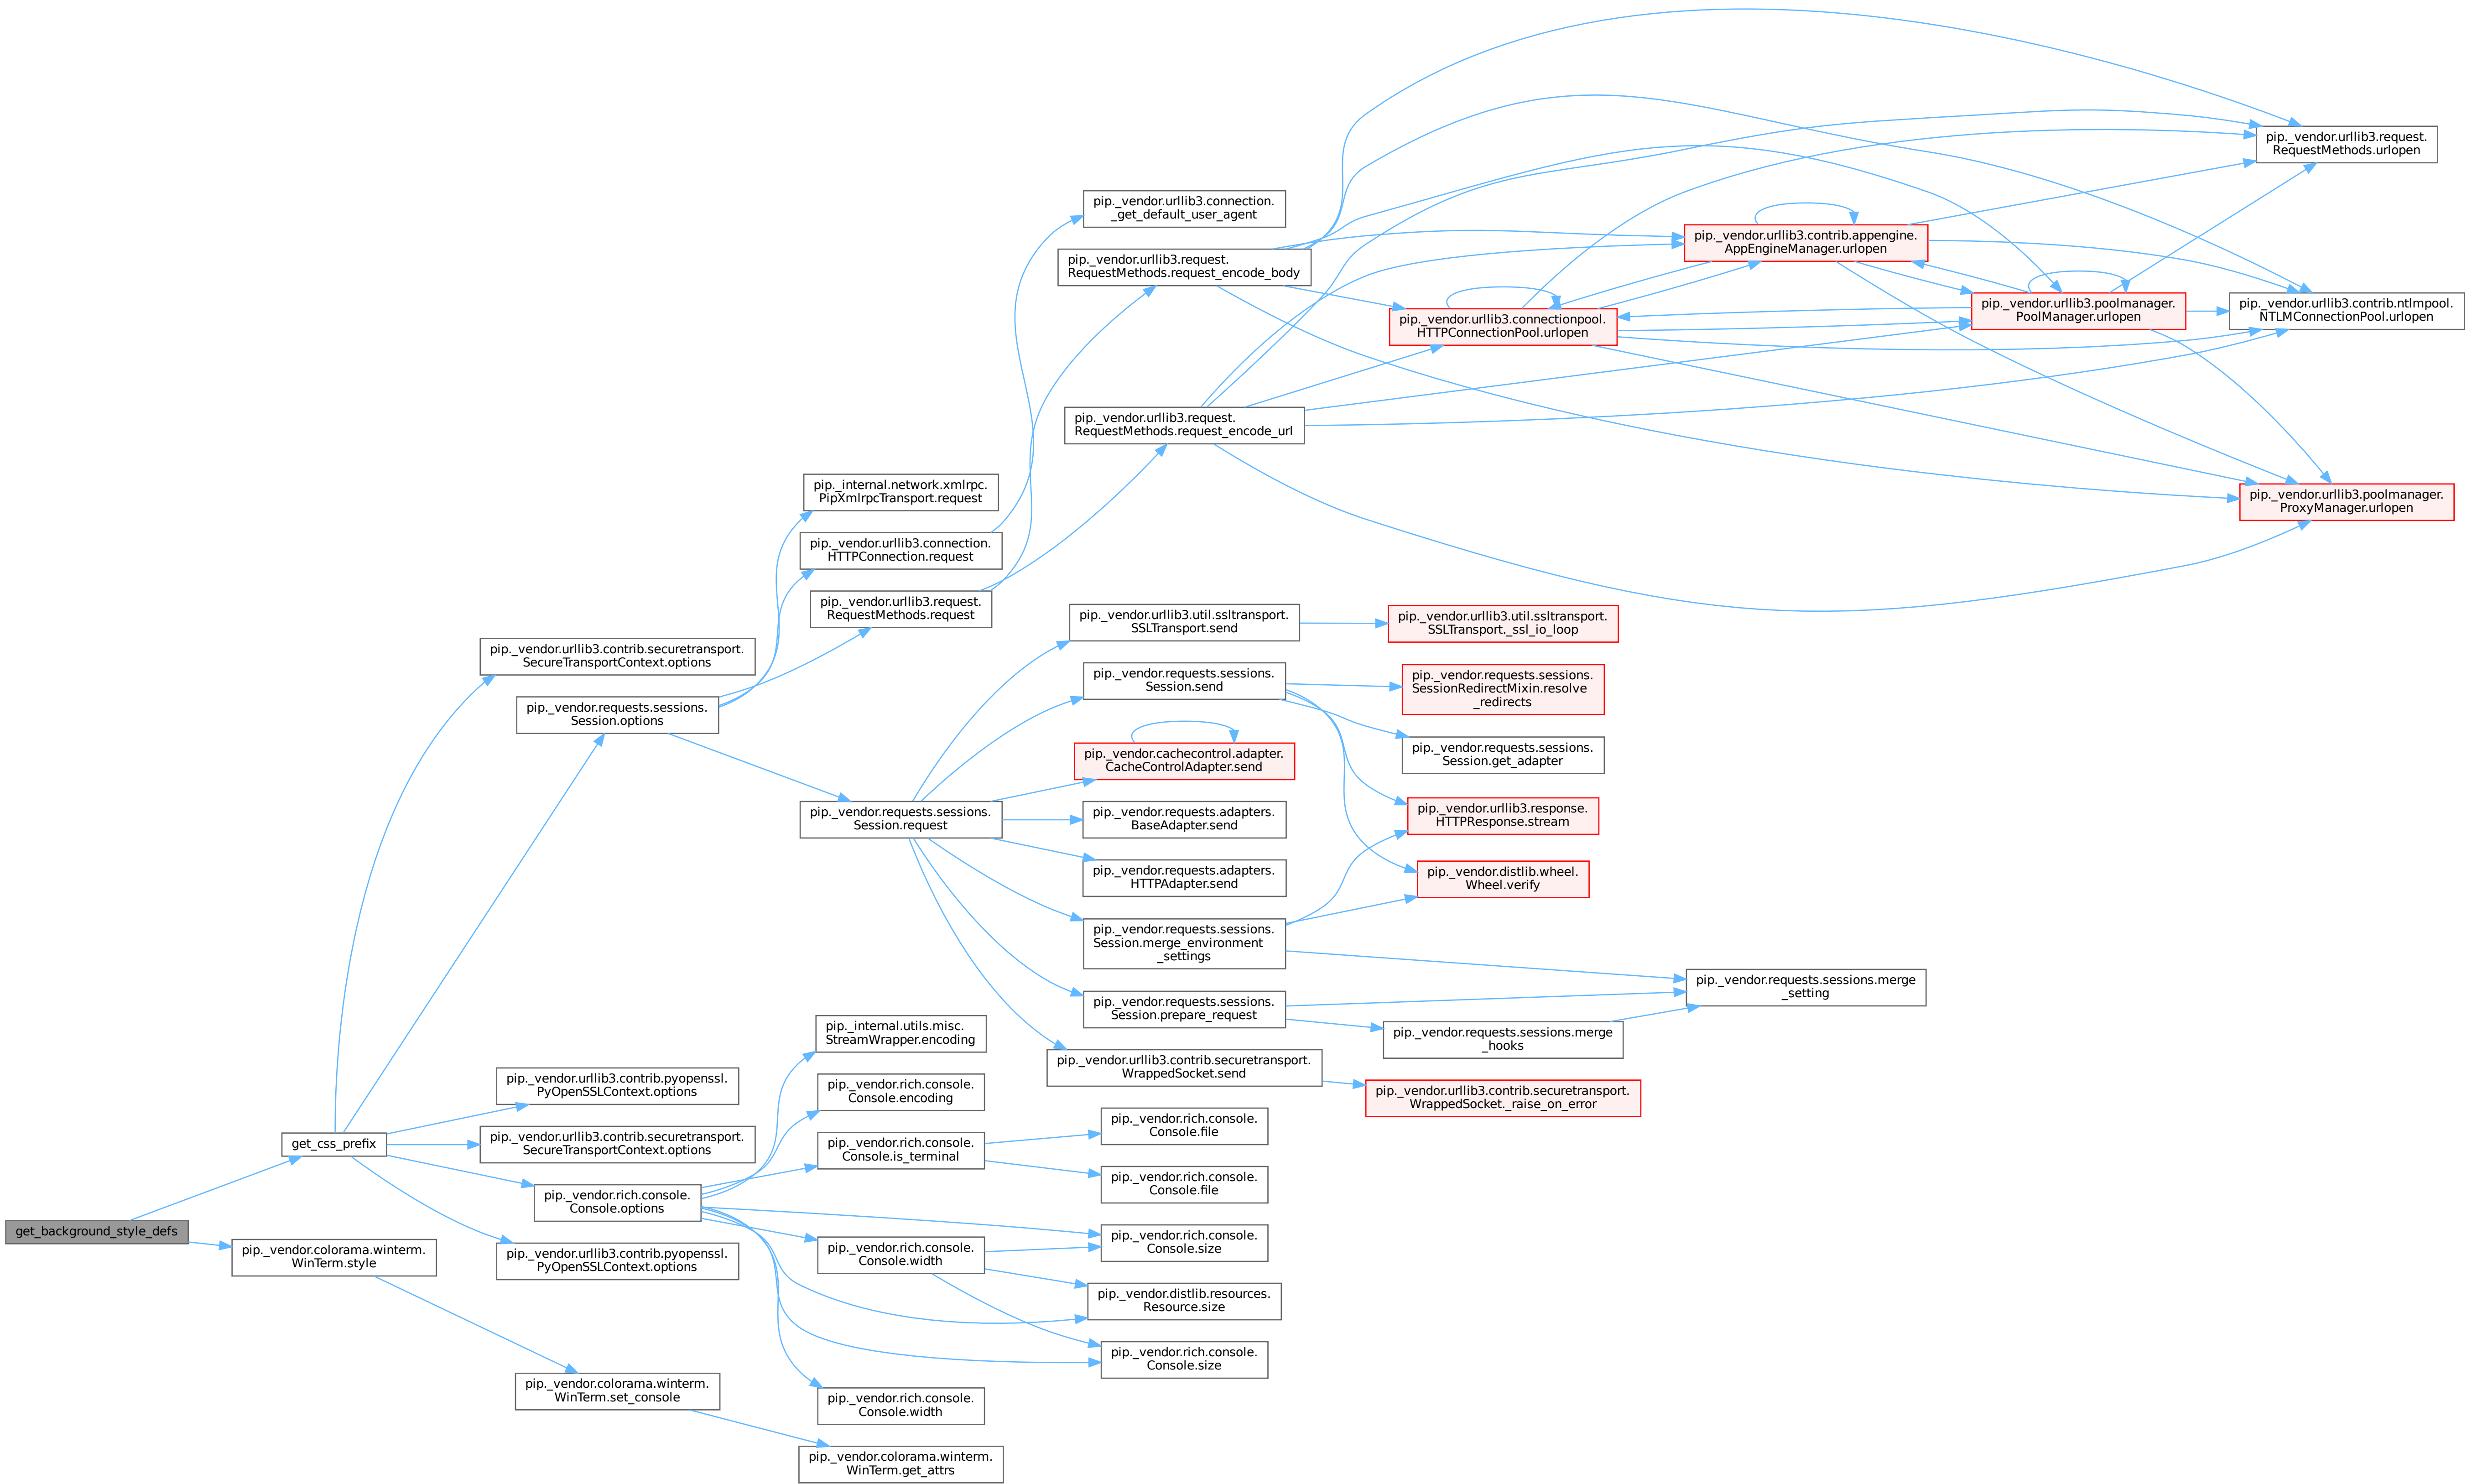 get_background_style_defs
get_css_prefix
pip._vendor.colorama.winterm.
WinTerm.style
pip._vendor.urllib3.contrib.securetransport.
SecureTransportContext.options
pip._vendor.requests.sessions.
Session.options
pip._vendor.urllib3.contrib.pyopenssl.
PyOpenSSLContext.options
pip._vendor.urllib3.contrib.securetransport.
SecureTransportContext.options
pip._vendor.rich.console.
Console.options
pip._vendor.urllib3.contrib.pyopenssl.
PyOpenSSLContext.options
pip._vendor.colorama.winterm.
WinTerm.set_console
pip._internal.network.xmlrpc.
PipXmlrpcTransport.request
pip._vendor.urllib3.connection.
HTTPConnection.request
pip._vendor.urllib3.request.
RequestMethods.request
pip._vendor.requests.sessions.
Session.request
pip._internal.utils.misc.
StreamWrapper.encoding
pip._vendor.rich.console.
Console.encoding
pip._vendor.rich.console.
Console.is_terminal
pip._vendor.rich.console.
Console.width
pip._vendor.rich.console.
Console.width
pip._vendor.colorama.winterm.
WinTerm.get_attrs
pip._vendor.urllib3.connection.
_get_default_user_agent
pip._vendor.urllib3.request.
RequestMethods.request_encode_body
pip._vendor.urllib3.request.
RequestMethods.request_encode_url
pip._vendor.urllib3.util.ssltransport.
SSLTransport.send
pip._vendor.requests.sessions.
Session.send
pip._vendor.cachecontrol.adapter.
CacheControlAdapter.send
pip._vendor.requests.adapters.
BaseAdapter.send
pip._vendor.requests.adapters.
HTTPAdapter.send
pip._vendor.requests.sessions.
Session.merge_environment
_settings
pip._vendor.requests.sessions.
Session.prepare_request
pip._vendor.urllib3.contrib.securetransport.
WrappedSocket.send
pip._vendor.rich.console.
Console.file
pip._vendor.rich.console.
Console.file
pip._vendor.rich.console.
Console.size
pip._vendor.distlib.resources.
Resource.size
pip._vendor.rich.console.
Console.size
pip._vendor.urllib3.connectionpool.
HTTPConnectionPool.urlopen
pip._vendor.urllib3.util.ssltransport.
SSLTransport._ssl_io_loop
pip._vendor.requests.sessions.
SessionRedirectMixin.resolve
_redirects
pip._vendor.requests.sessions.
Session.get_adapter
pip._vendor.urllib3.response.
HTTPResponse.stream
pip._vendor.distlib.wheel.
Wheel.verify
pip._vendor.requests.sessions.merge
_hooks
pip._vendor.urllib3.contrib.securetransport.
WrappedSocket._raise_on_error
pip._vendor.urllib3.contrib.appengine.
AppEngineManager.urlopen
pip._vendor.requests.sessions.merge
_setting
pip._vendor.urllib3.poolmanager.
PoolManager.urlopen
pip._vendor.urllib3.request.
RequestMethods.urlopen
pip._vendor.urllib3.contrib.ntlmpool.
NTLMConnectionPool.urlopen
pip._vendor.urllib3.poolmanager.
ProxyManager.urlopen